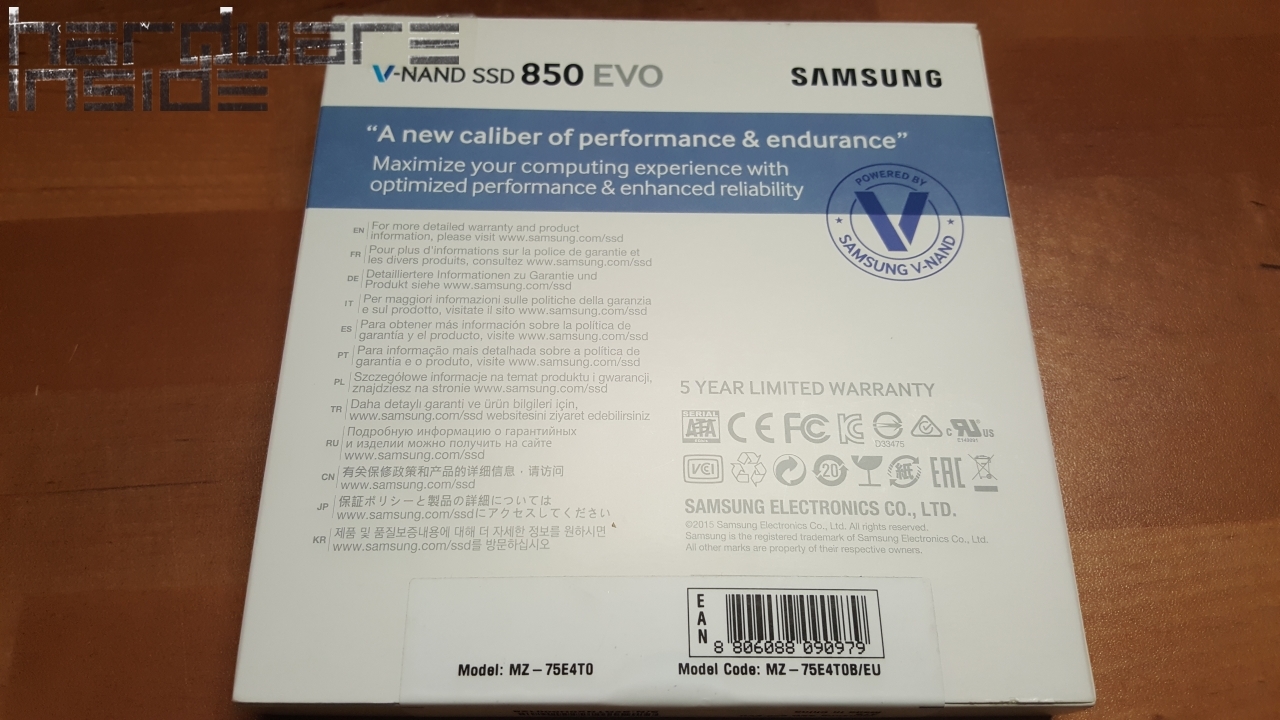 hardware
inside
V-NAND SSD 850 EVO
SAMSUNG
“A new caliber of performance & endurance”
Maximize your computing experience with
optimized performance & enhanced reliability
POWERED BY
V
SAMSUNG V-NAND
EN For more detailed warranty and product
information, please visit www.samsung.com/ssd
FR Pour plus d'informations sur la police de garantie et
les divers produits, consultez www.samsung.com/ssd
DE Detailliertere Informationen zu Garantie und
Produkt siehe www.samsung.com/ssd
IT Per maggiori informazioni sulle politiche della garanzia
e sul prodotto, visitate il sito www.samsung.com/ssd
ES Para obtener más información sobre la política de
garantía y el producto, visite www.samsung.com/ssd
PT Para informação mais detalhada sobre a política de
garantia e o produto, visite www.samsung.com/ssd
PL Szczegółowe informacje na temat produktu i gwarancji,
znajdziesz na stronie www.samsung.com/ssd
TR Daha detaylı garanti ve ürün bilgileri için,
www.samsung.com/ssd websitesini ziyaret edebilirsiniz
RU Подробную информацию о гарантийных
и изделии можно получить на сайте
www.samsung.com/ssd
CN 有关保修政策和产品的详细信息，请访问
www.samsung.com/ssd
JP 保証ポリシーと製品の詳細については
www.samsung.com/ssdにアクセスしてください
KR 제품 및 품질보증내용에 대해 더 자세한 정보를 원하시면
www.samsung.com/ssd를 방문하십시오
5 YEAR LIMITED WARRANTY
SERIAL ATA CE FC D33475 c RU US
VCI 20 紙 EAC
SAMSUNG ELECTRONICS CO., LTD.
©2015 Samsung Electronics Co., Ltd. All rights reserved.
Samsung is the registered trademark of Samsung Electronics Co., Ltd.
All other marks are property of their respective owners.
EAN
8 806088 090979
Model: MZ-75E4T0
Model Code: MZ-75E4T0B/EU